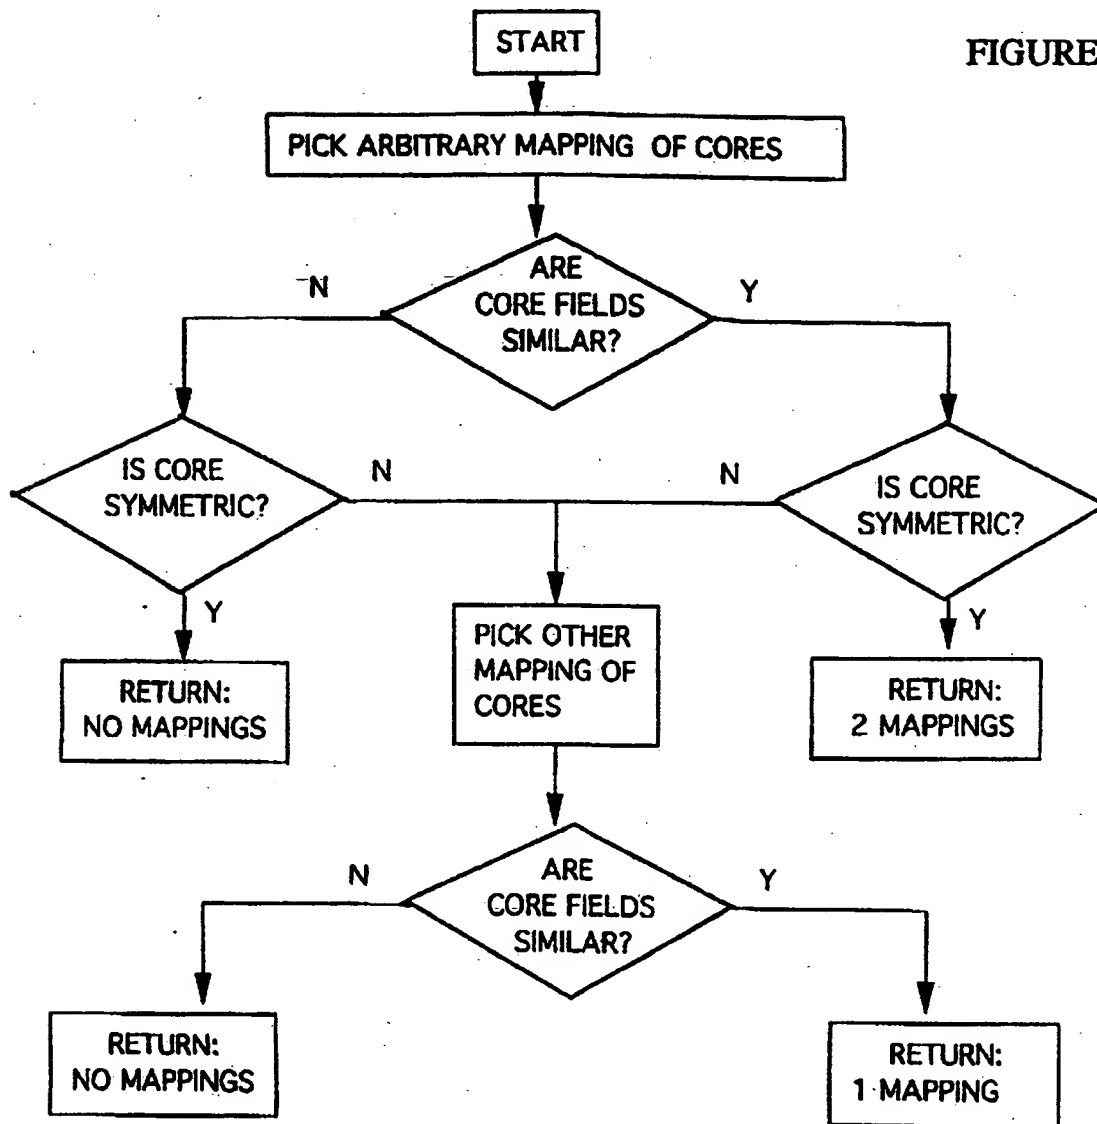 START
FIGURE
PICK ARBITRARY MAPPING OF CORES
ARE
CORE FIELDS
SIMILAR?
N
Y
IS CORE
SYMMETRIC?
N
N
IS CORE
SYMMETRIC?
Y
Y
PICK OTHER
MAPPING OF
CORES
RETURN:
NO MAPPINGS
RETURN:
2 MAPPINGS
ARE
CORE FIELDS
SIMILAR?
N
Y
RETURN:
NO MAPPINGS
RETURN:
1 MAPPING